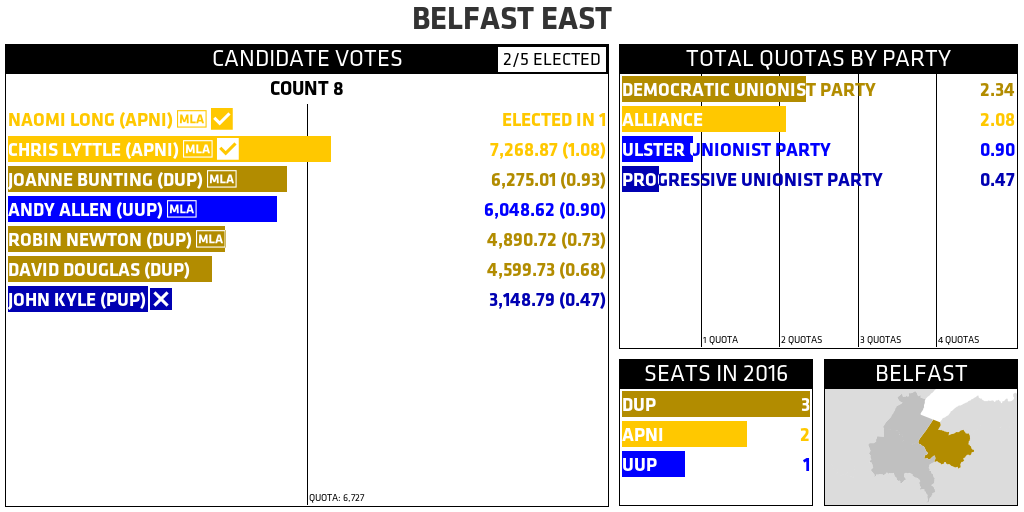 BELFAST EAST
CANDIDATE VOTES 2/5 ELECTED
COUNT 8
NAOMI LONG (APNI) MLA ELECTED IN 1
CHRIS LYTTLE (APNI) MLA 7,268.87 (1.08)
JOANNE BUNTING (DUP) MLA 6,275.01 (0.93)
ANDY ALLEN (UUP) MLA 6,048.62 (0.90)
ROBIN NEWTON (DUP) MLA 4,890.72 (0.73)
DAVID DOUGLAS (DUP) 4,599.73 (0.68)
JOHN KYLE (PUP) 3,148.79 (0.47)
QUOTA: 6,727
TOTAL QUOTAS BY PARTY
DEMOCRATIC UNIONIST PARTY 2.34
ALLIANCE 2.08
ULSTER UNIONIST PARTY 0.90
PROGRESSIVE UNIONIST PARTY 0.47
1 QUOTA 2 QUOTAS 3 QUOTAS 4 QUOTAS
SEATS IN 2016
DUP 3
APNI 2
UUP 1
BELFAST